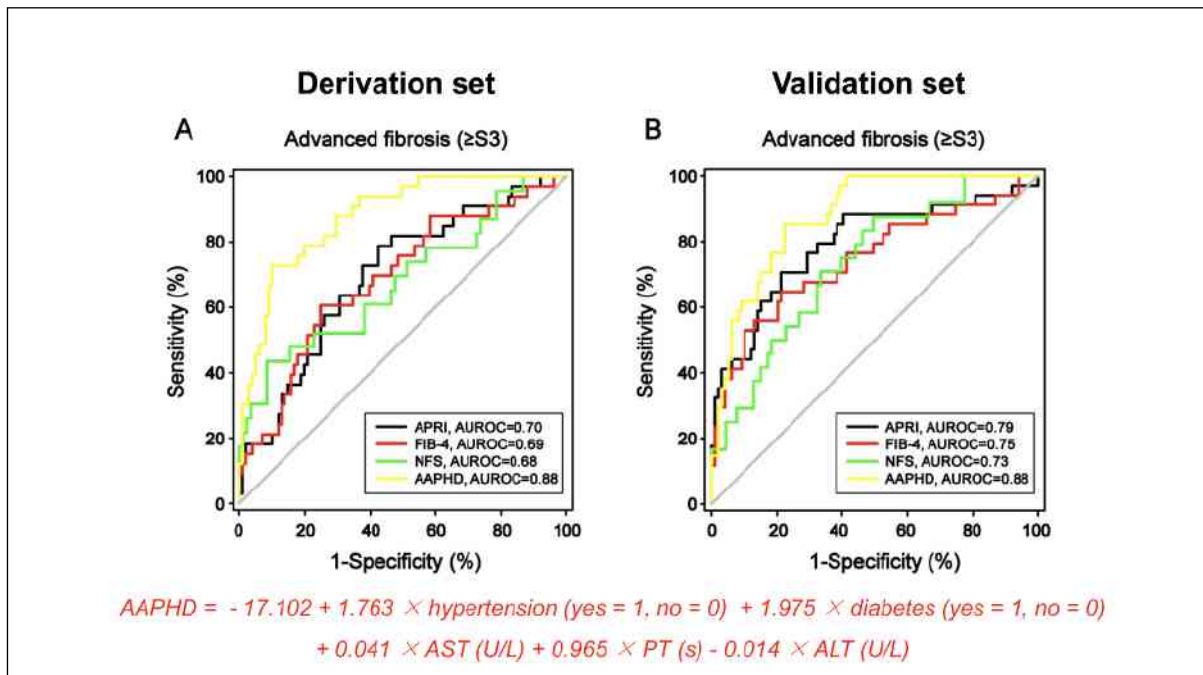 Derivation set
Validation set
A
Advanced fibrosis (≥S3)
B
Advanced fibrosis (≥S3)
Sensitivity (%)
100
80
60
40
20
0
APRI, AUROC=0.70
FIB-4, AUROC=0.69
NFS, AUROC=0.68
AAPHD, AUROC=0.88
0 20 40 60 80 100
1-Specificity (%)
Sensitivity (%)
100
80
60
40
20
0
APRI, AUROC=0.79
FIB-4, AUROC=0.75
NFS, AUROC=0.73
AAPHD, AUROC=0.88
0 20 40 60 80 100
1-Specificity (%)
AAPHD = - 17.102 + 1.763 × hypertension (yes = 1, no = 0) + 1.975 × diabetes (yes = 1, no = 0)
+ 0.041 × AST (U/L) + 0.965 × PT (s) - 0.014 × ALT (U/L)